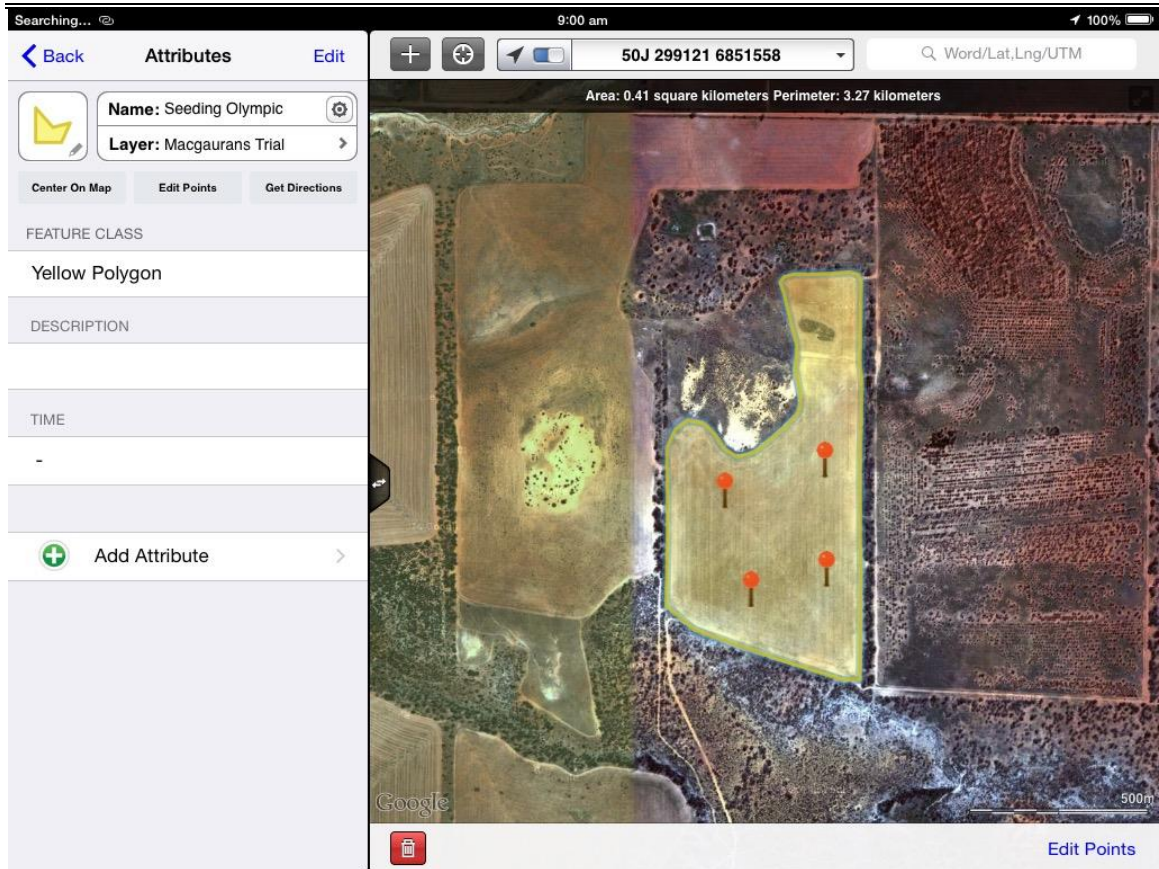 Searching...
9:00 am
100%
Back
Attributes
Edit
50J 299121 6851558
Word/Lat,Lng/UTM
Name: Seeding Olympic
Layer: Macgaurans Trial
Area: 0.41 square kilometers Perimeter: 3.27 kilometers
Center On Map
Edit Points
Get Directions
FEATURE CLASS
Yellow Polygon
DESCRIPTION
TIME
-
Add Attribute
Google
500m
Edit Points